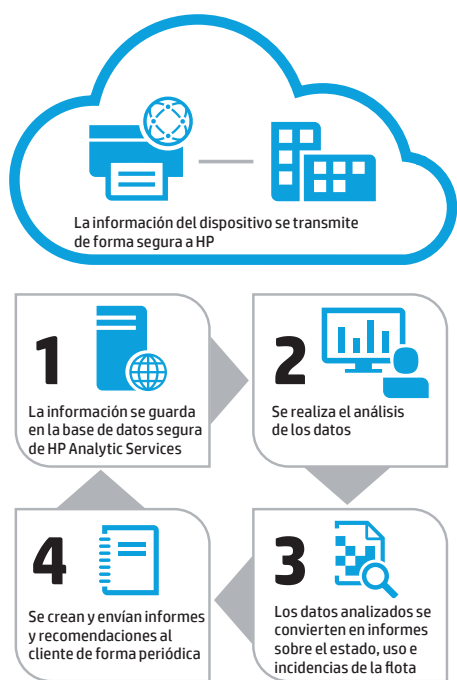 La información del dispositivo se transmite
de forma segura a HP
1
La información se guarda
en la base de datos segura
de HP Analytic Services
2
Se realiza el análisis
de los datos
3
Los datos analizados se
convierten en informes
sobre el estado, uso e
incidencias de la flota
4
Se crean y envían informes
y recomendaciones al
cliente de forma periódica